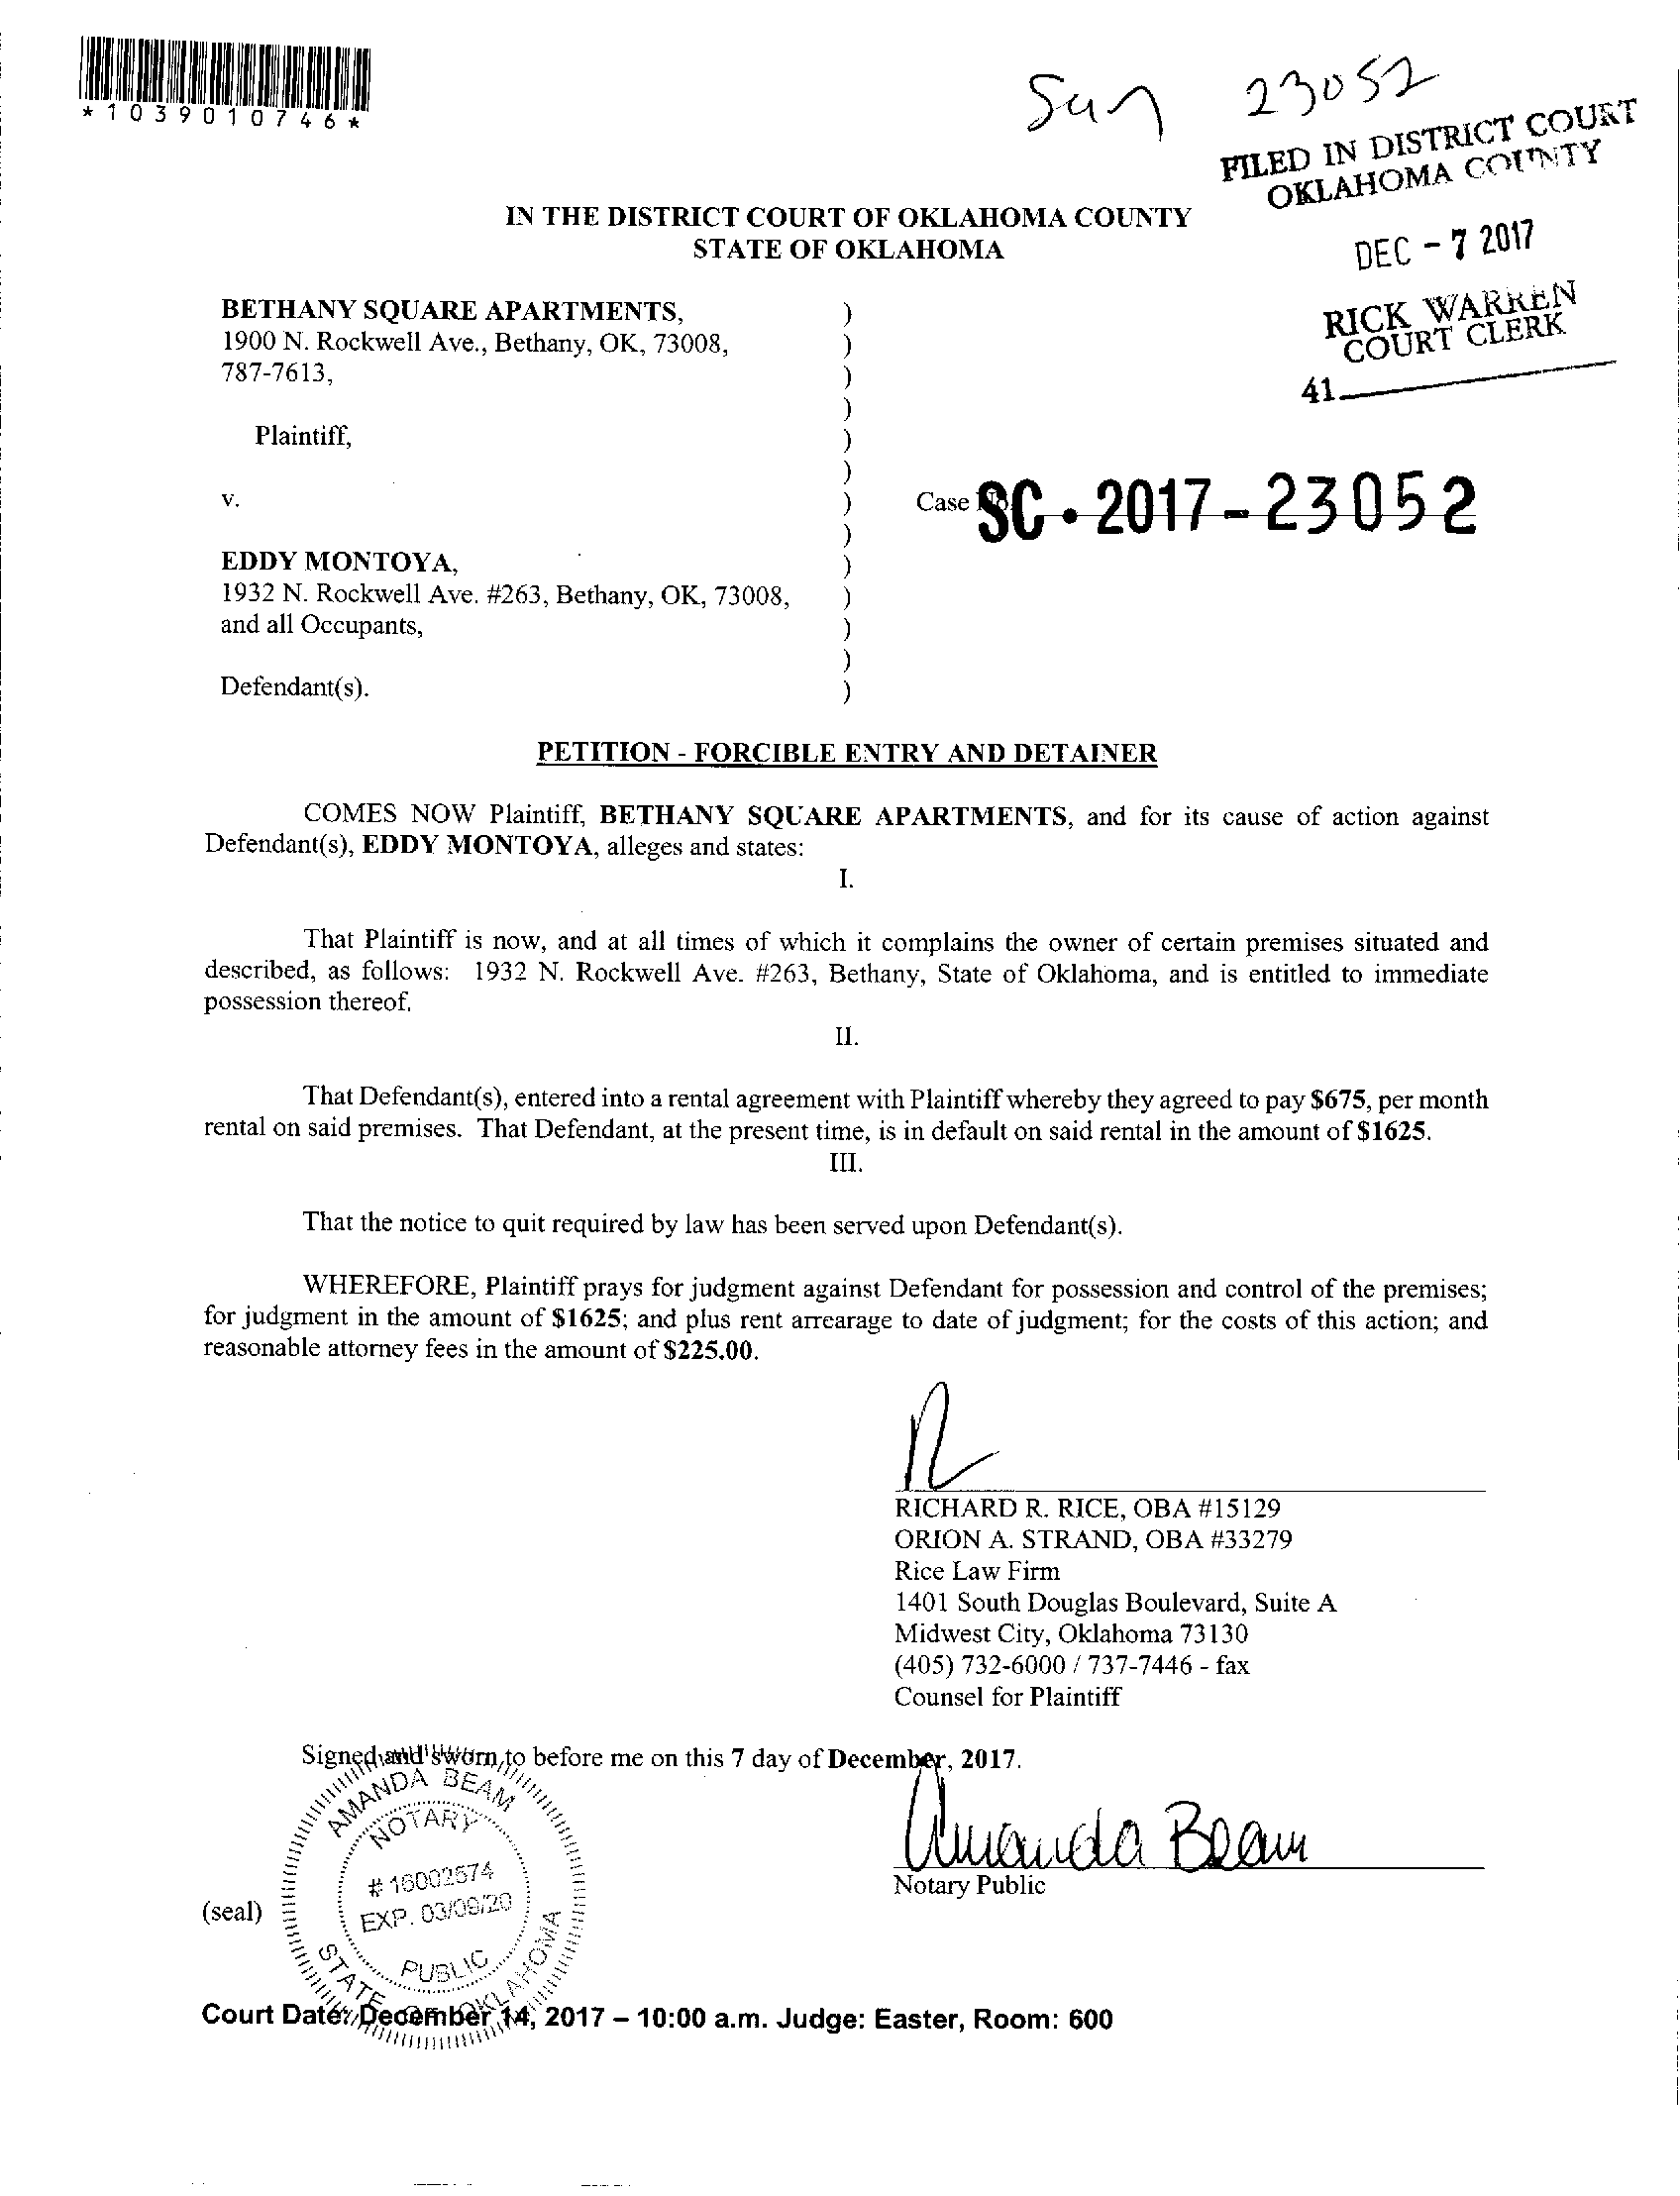 *1039010746*
23052
FILED IN DISTRICT COURT
OKLAHOMA COUNTY
DEC - 7 2017
RICK WARREN
COURT CLERK
41
IN THE DISTRICT COURT OF OKLAHOMA COUNTY
STATE OF OKLAHOMA
BETHANY SQUARE APARTMENTS, )
1900 N. Rockwell Ave., Bethany, OK, 73008, )
787-7613, )
)
Plaintiff, )
)
v. ) Case No. SC · 2017 - 23052
)
EDDY MONTOYA, )
1932 N. Rockwell Ave. #263, Bethany, OK, 73008, )
and all Occupants, )
)
Defendant(s). )
PETITION - FORCIBLE ENTRY AND DETAINER
COMES NOW Plaintiff, BETHANY SQUARE APARTMENTS, and for its cause of action against
Defendant(s), EDDY MONTOYA, alleges and states:
I.
That Plaintiff is now, and at all times of which it complains the owner of certain premises situated and
described, as follows: 1932 N. Rockwell Ave. #263, Bethany, State of Oklahoma, and is entitled to immediate
possession thereof.
II.
That Defendant(s), entered into a rental agreement with Plaintiff whereby they agreed to pay $675, per month
rental on said premises. That Defendant, at the present time, is in default on said rental in the amount of $1625.
III.
That the notice to quit required by law has been served upon Defendant(s).
WHEREFORE, Plaintiff prays for judgment against Defendant for possession and control of the premises;
for judgment in the amount of $1625; and plus rent arrearage to date of judgment; for the costs of this action; and
reasonable attorney fees in the amount of $225.00.
RICHARD R. RICE, OBA #15129
ORION A. STRAND, OBA #33279
Rice Law Firm
1401 South Douglas Boulevard, Suite A
Midwest City, Oklahoma 73130
(405) 732-6000 / 737-7446 - fax
Counsel for Plaintiff
Signed and sworn to before me on this 7 day of December, 2017.
Amanda Beam
Notary Public
(seal)
AMANDA BEAM
NOTARY
# 16002574
EXP. 03/09/20
PUBLIC
STATE OF OKLAHOMA
Court Date: December 14, 2017 – 10:00 a.m. Judge: Easter, Room: 600